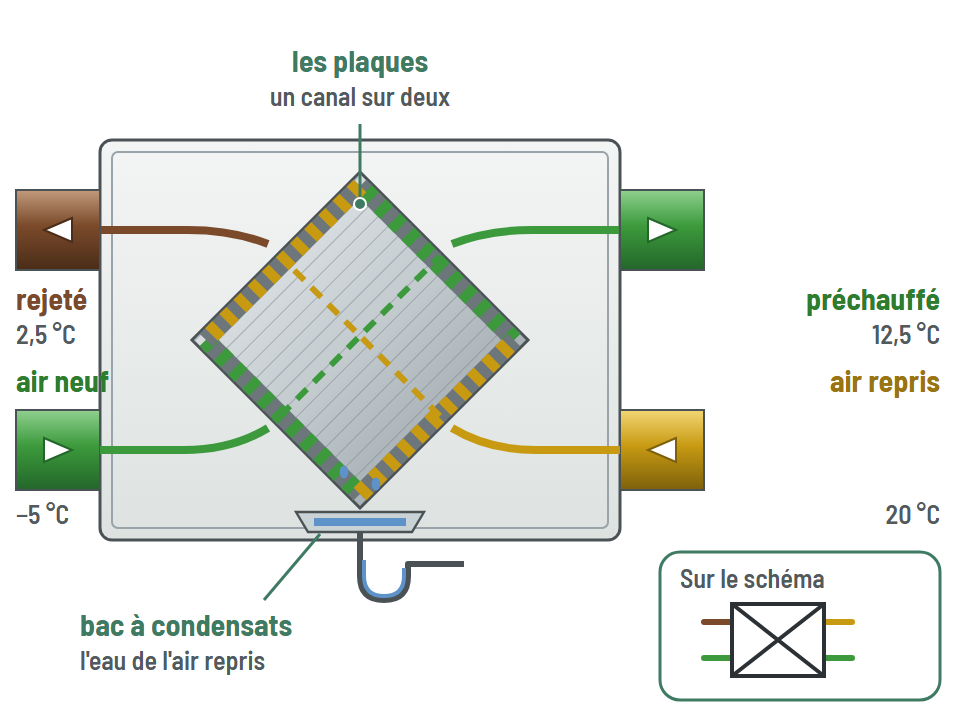 les plaques
un canal sur deux
rejeté
2,5 °C
préchauffé
12,5 °C
air neuf
air repris
–5 °C
20 °C
Sur le schéma
bac à condensats
l'eau de l'air repris